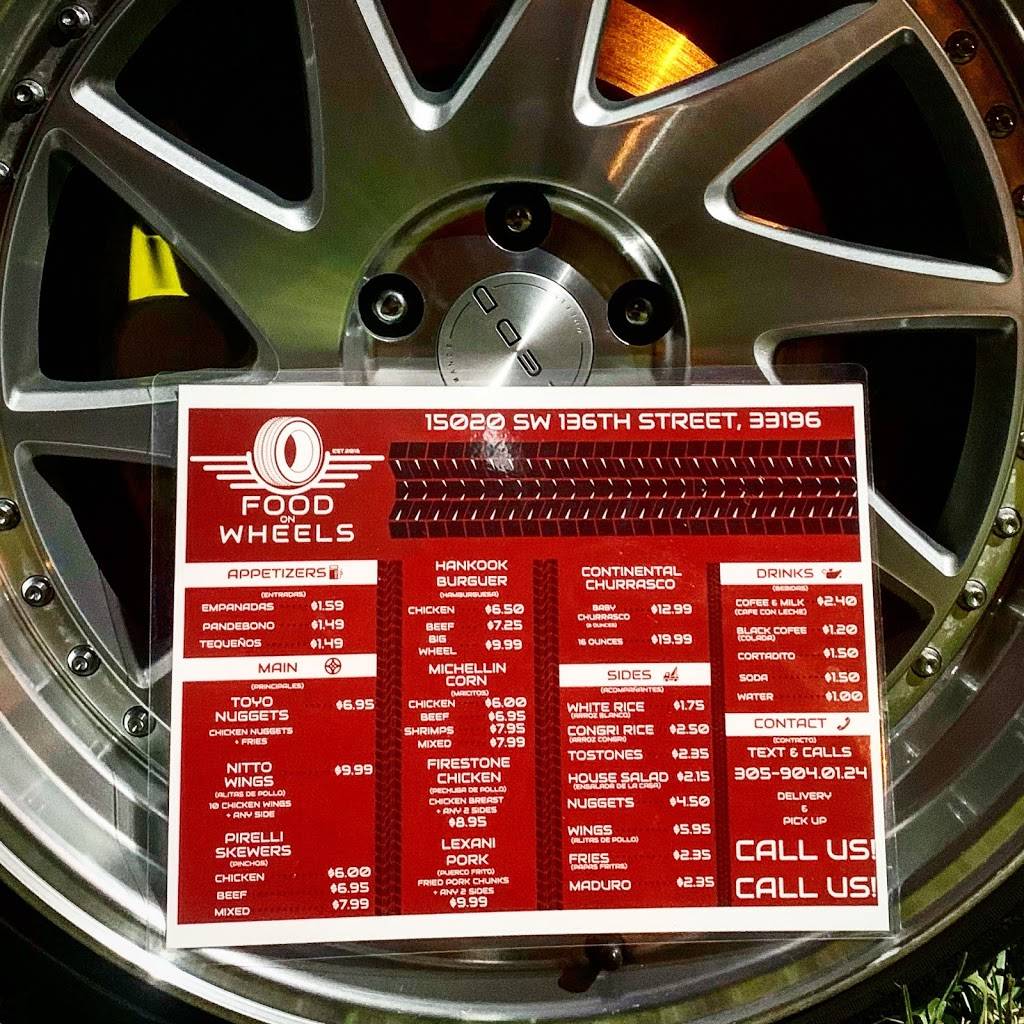 15020 SW 136TH STREET, 33196
EST. 2016
FOOD
ON
WHEELS
APPETIZERS
(ENTRADAS)
EMPANADAS $1.59
PANDEBONO $1.49
TEQUEÑOS $1.49
MAIN
(PRINCIPALES)
TOYO
NUGGETS $6.95
CHICKEN NUGGETS
+ FRIES
NITTO
WINGS $9.99
(ALITAS DE POLLO)
10 CHICKEN WINGS
+ ANY SIDE
PIRELLI
SKEWERS
(PINCHOS)
CHICKEN $6.00
BEEF $6.95
MIXED $7.99
HANKOOK
BURGUER
(HAMBURGUESA)
CHICKEN $6.50
BEEF $7.25
BIG
WHEEL $9.99
MICHELLIN
CORN
(MAICITOS)
CHICKEN $6.00
BEEF $6.95
SHRIMPS $7.95
MIXED $7.99
FIRESTONE
CHICKEN
(PECHUGA DE POLLO)
CHICKEN BREAST
+ ANY 2 SIDES
$8.95
LEXANI
PORK
(PUERCO FRITO)
FRIED PORK CHUNKS
+ ANY 2 SIDES
$9.99
CONTINENTAL
CHURRASCO
BABY
CHURRASCO $12.99
(8 OUNCES)
16 OUNCES $19.99
SIDES
(ACOMPAÑANTES)
WHITE RICE $1.75
(ARROZ BLANCO)
CONGRI RICE $2.50
(ARROZ CONGRI)
TOSTONES $2.35
HOUSE SALAD $2.15
(ENSALADA DE LA CASA)
NUGGETS $4.50
WINGS $5.95
(ALITAS DE POLLO)
FRIES $2.35
(PAPAS FRITAS)
MADURO $2.35
DRINKS
(BEBIDAS)
COFEE & MILK $2.40
(CAFE CON LECHE)
BLACK COFEE $1.20
(COLADA)
CORTADITO $1.50
SODA $1.50
WATER $1.00
CONTACT
(CONTACTO)
TEXT & CALLS
305-904.01.24
DELIVERY
&
PICK UP
CALL US!
CALL US!